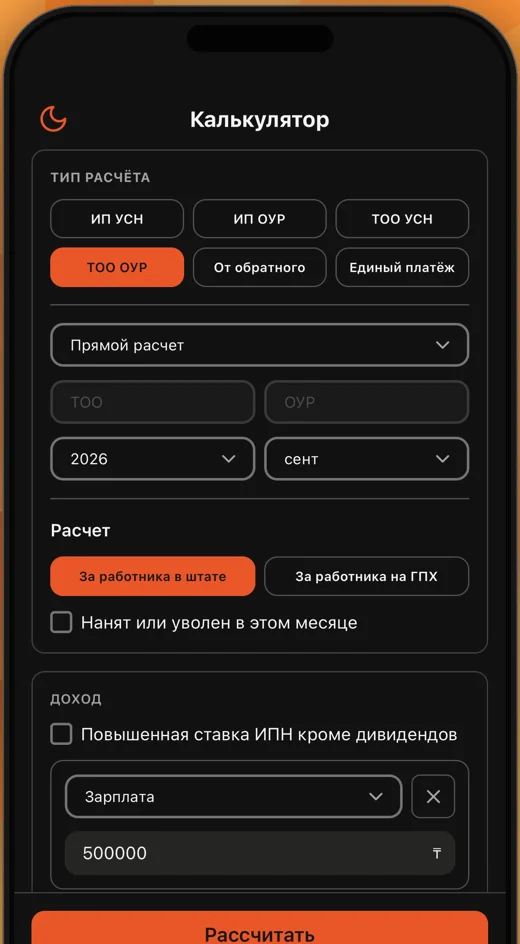 Калькулятор
ТИП РАСЧЁТА
ИП УСН ИП ОУР ТОО УСН
ТОО ОУР От обратного Единый платёж
Прямой расчет
ТОО ОУР
2026 сент
Расчет
За работника в штате За работника на ГПХ
Нанят или уволен в этом месяце
ДОХОД
Повышенная ставка ИПН кроме дивидендов
Зарплата
500000 ₸
Рассчитать